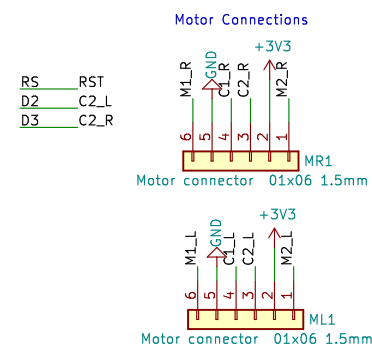 Motor Connections
+3V3
M1_R GND C1_R C2_R M2_R
RS RST
D2 C2_L
D3 C2_R
6 5 4 3 2 1
MR1
Motor connector 01x06 1.5mm
+3V3
M1_L GND C1_L C2_L M2_L
6 5 4 3 2 1
ML1
Motor connector 01x06 1.5mm